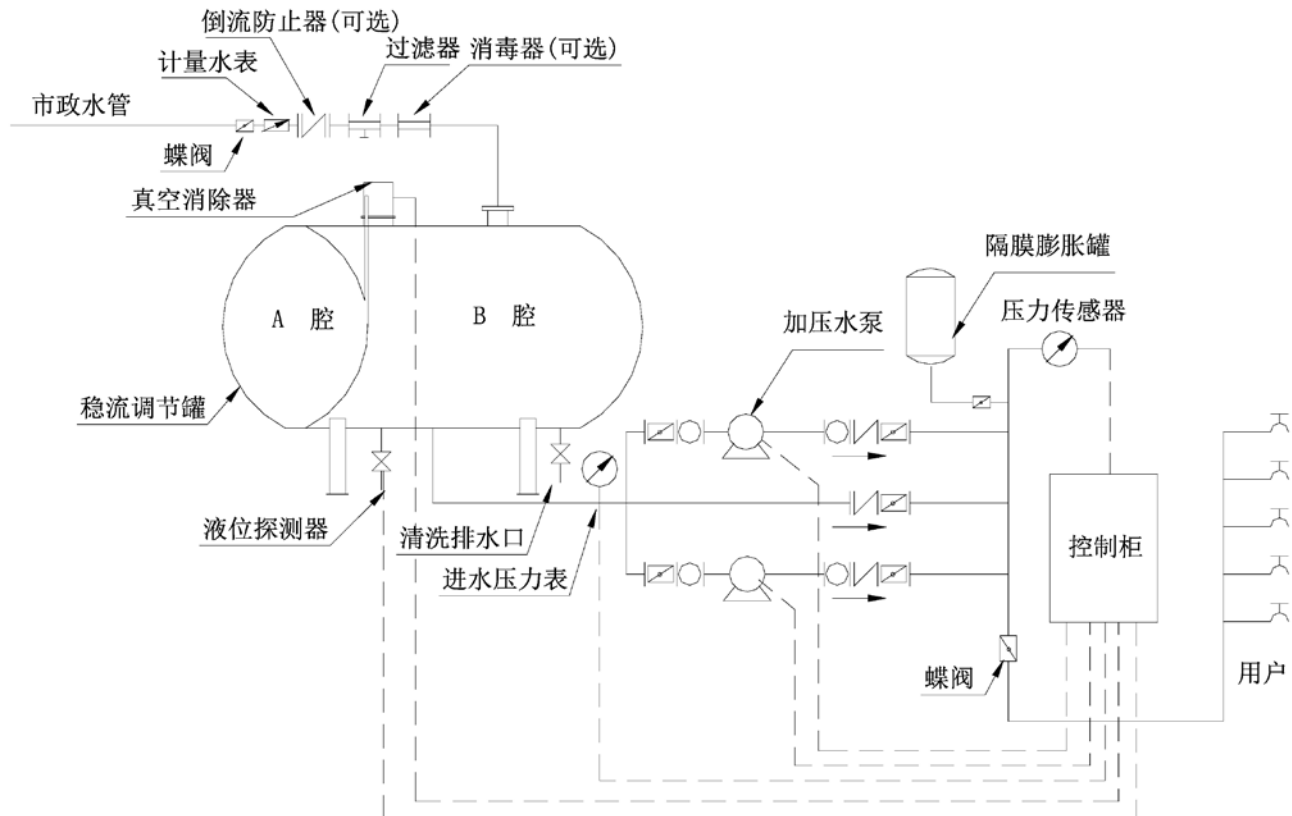 倒流防止器(可选)
过滤器
消毒器(可选)
计量水表
市政水管
蝶阀
真空消除器
A 腔
B 腔
稳流调节罐
隔膜膨胀罐
压力传感器
加压水泵
液位探测器
清洗排水口
进水压力表
控制柜
蝶阀
用户